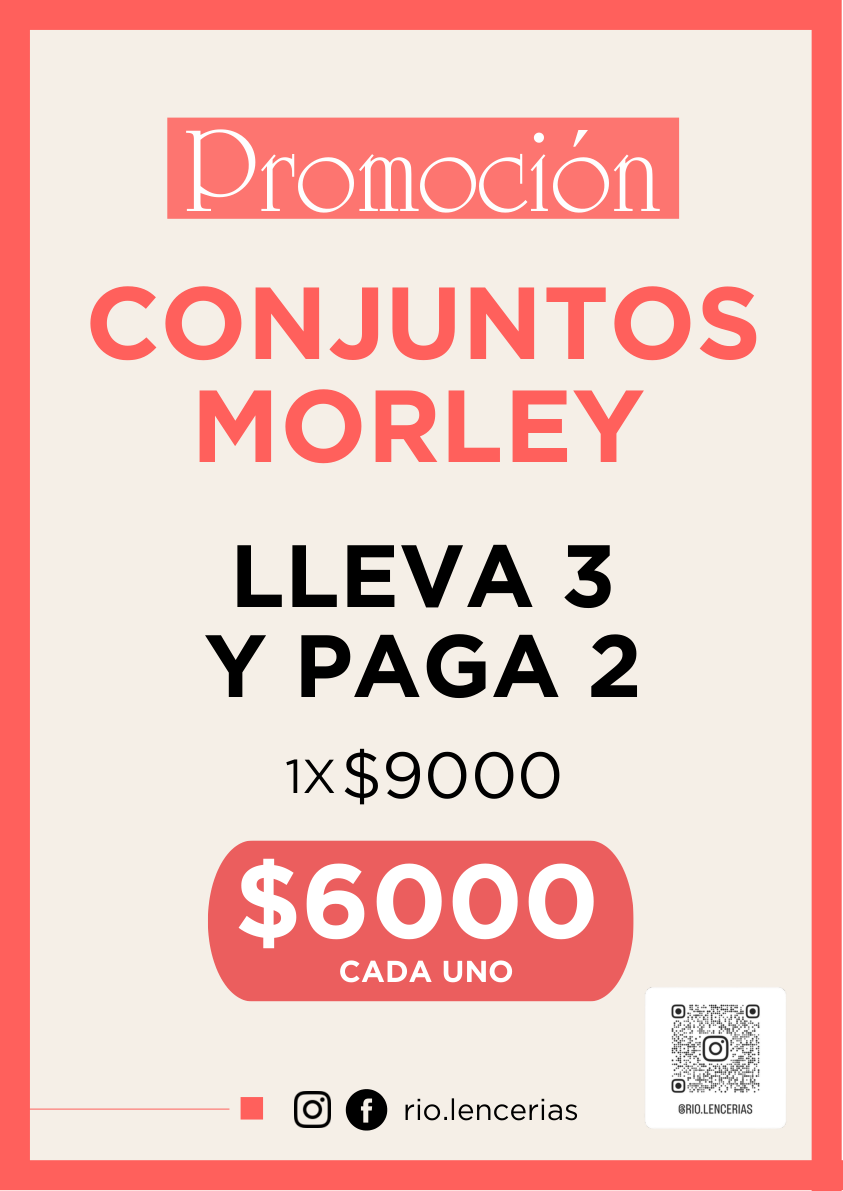 Promoción
CONJUNTOS
MORLEY
LLEVA 3
Y PAGA 2
1X $9000
$6000
CADA UNO
@RIO.LENCERIAS
rio.lencerias